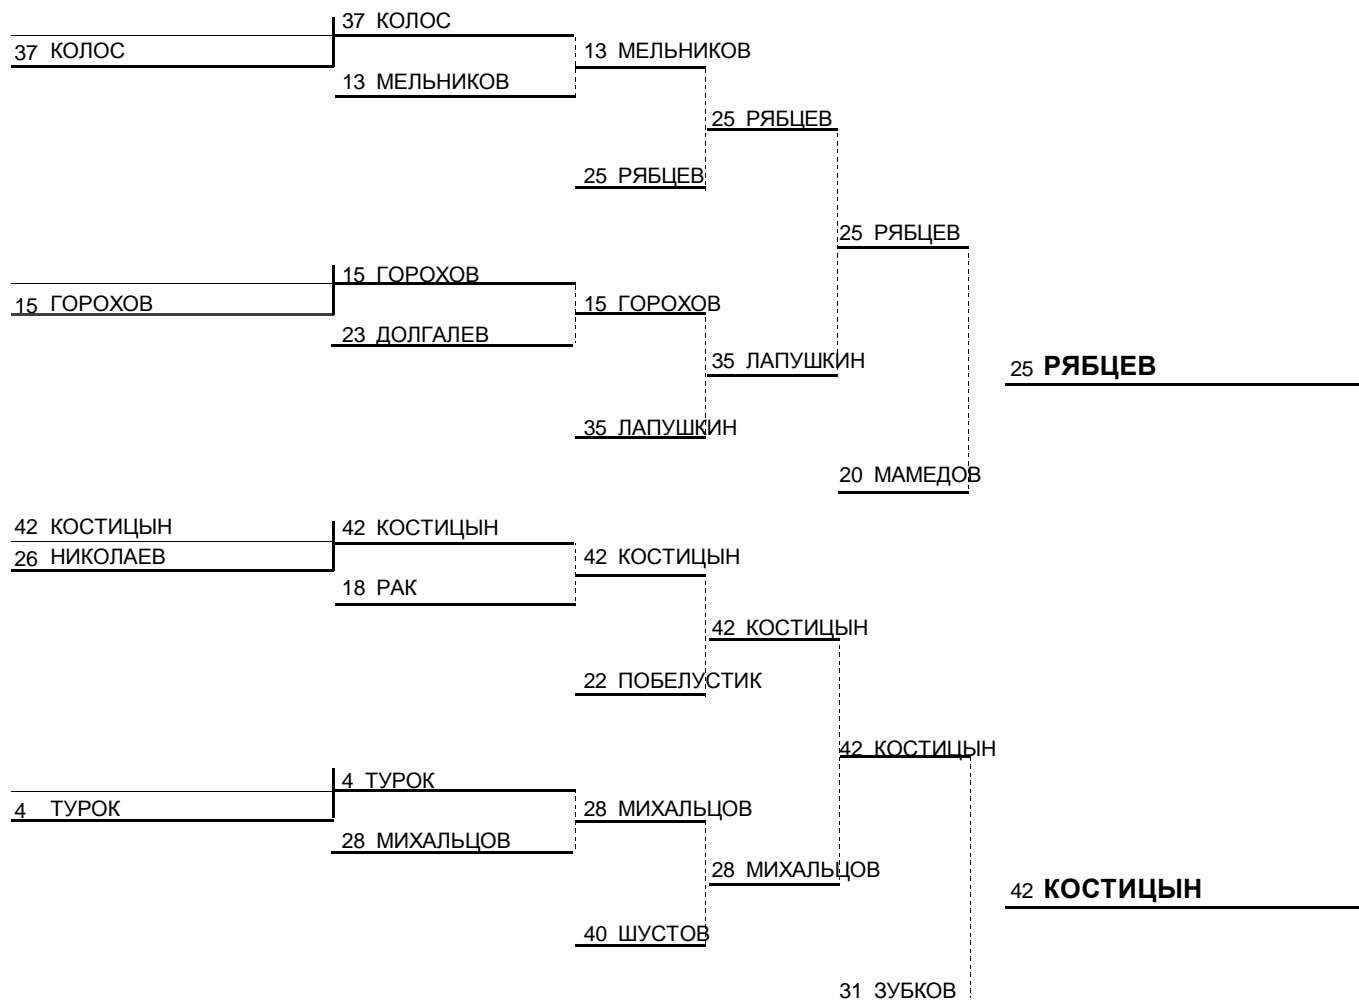 37 КОЛОС
37 КОЛОС
13 МЕЛЬНИКОВ
13 МЕЛЬНИКОВ
25 РЯБЦЕВ
25 РЯБЦЕВ
25 РЯБЦЕВ
15 ГОРОХОВ
15 ГОРОХОВ
15 ГОРОХОВ
23 ДОЛГАЛЕВ
35 ЛАПУШКИН
25 РЯБЦЕВ
35 ЛАПУШКИН
20 МАМЕДОВ
42 КОСТИЦЫН
42 КОСТИЦЫН
26 НИКОЛАЕВ
42 КОСТИЦЫН
18 РАК
42 КОСТИЦЫН
22 ПОБЕЛУСТИК
42 КОСТИЦЫН
4 ТУРОК
4 ТУРОК
28 МИХАЛЬЦОВ
28 МИХАЛЬЦОВ
28 МИХАЛЬЦОВ
42 КОСТИЦЫН
40 ШУСТОВ
31 ЗУБКОВ